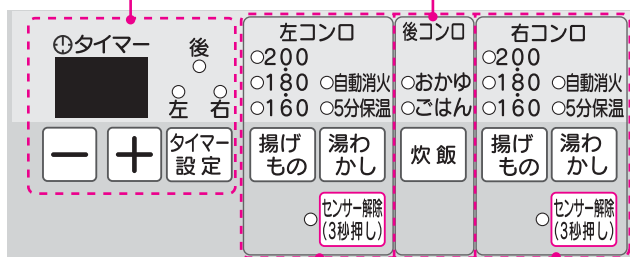 タイマー
後
左 右
− +
タイマー設定
左コンロ
200
180 自動消火
160 5分保温
揚げもの
湯わかし
センサー解除
(3秒押し)
後コンロ
おかゆ
ごはん
炊飯
右コンロ
200
180 自動消火
160 5分保温
揚げもの
湯わかし
センサー解除
(3秒押し)